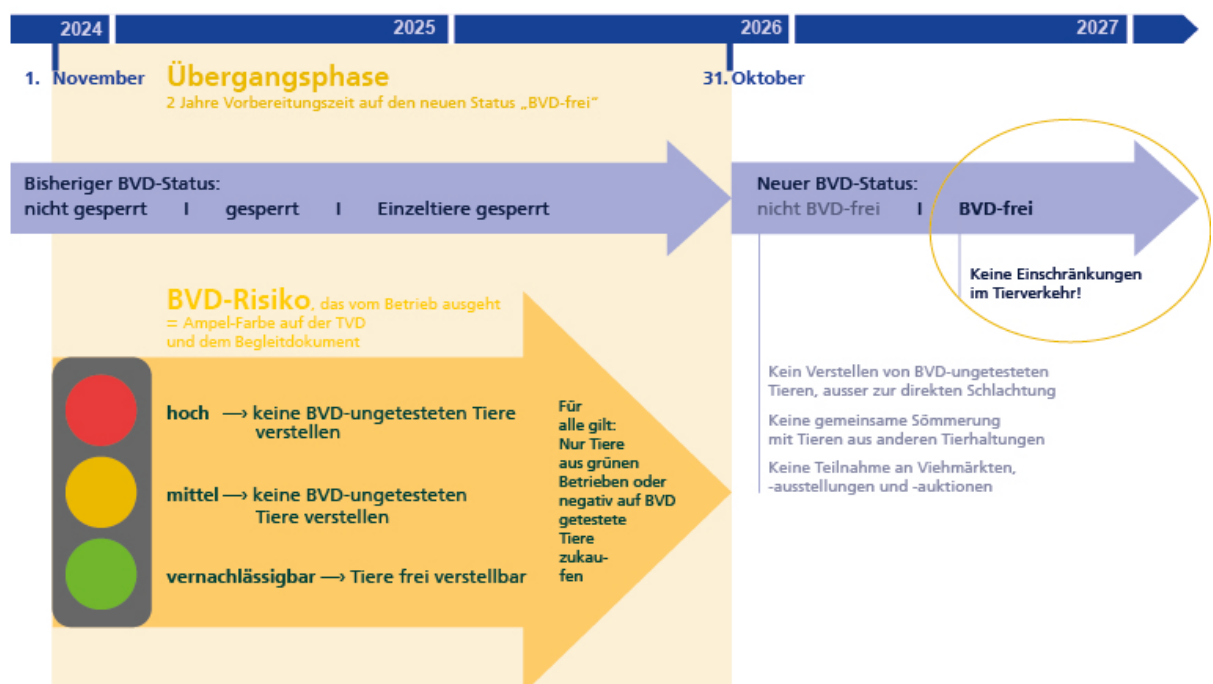 2024
2025
2026
2027
1. November
Übergangsphase
2 Jahre Vorbereitungszeit auf den neuen Status „BVD-frei“
31. Oktober
Bisheriger BVD-Status:
nicht gesperrt I gesperrt I Einzeltiere gesperrt
Neuer BVD-Status:
nicht BVD-frei I BVD-frei
Keine Einschränkungen
im Tierverkehr!
BVD-Risiko, das vom Betrieb ausgeht
= Ampel-Farbe auf der TVD
und dem Begleitdokument
hoch —> keine BVD-ungetesteten Tiere
verstellen
mittel —> keine BVD-ungetesteten
Tiere verstellen
vernachlässigbar —> Tiere frei verstellbar
Für
alle gilt:
Nur Tiere
aus grünen
Betrieben oder
negativ auf BVD
getestete
Tiere
zukau-
fen
Kein Verstellen von BVD-ungetesteten
Tieren, ausser zur direkten Schlachtung
Keine gemeinsame Sömmerung
mit Tieren aus anderen Tierhaltungen
Keine Teilnahme an Viehmärkten,
-ausstellungen und -auktionen